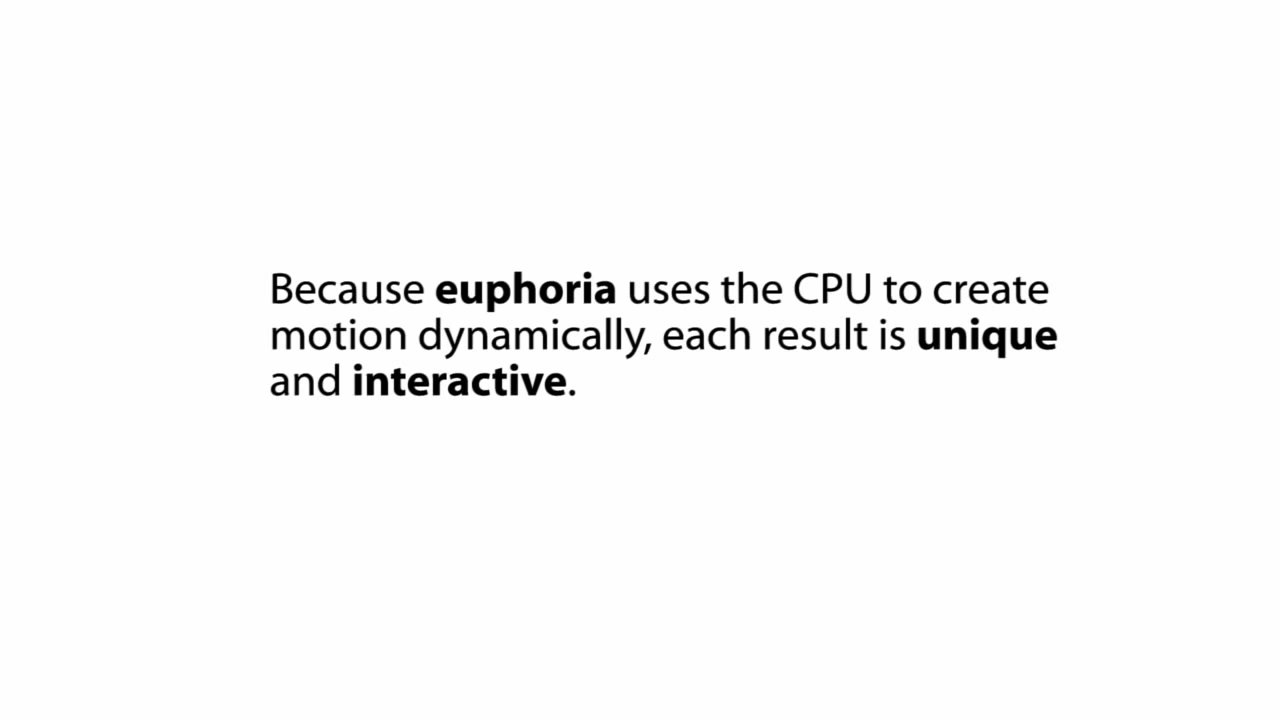 Because euphoria uses the CPU to create
motion dynamically, each result is unique
and interactive.